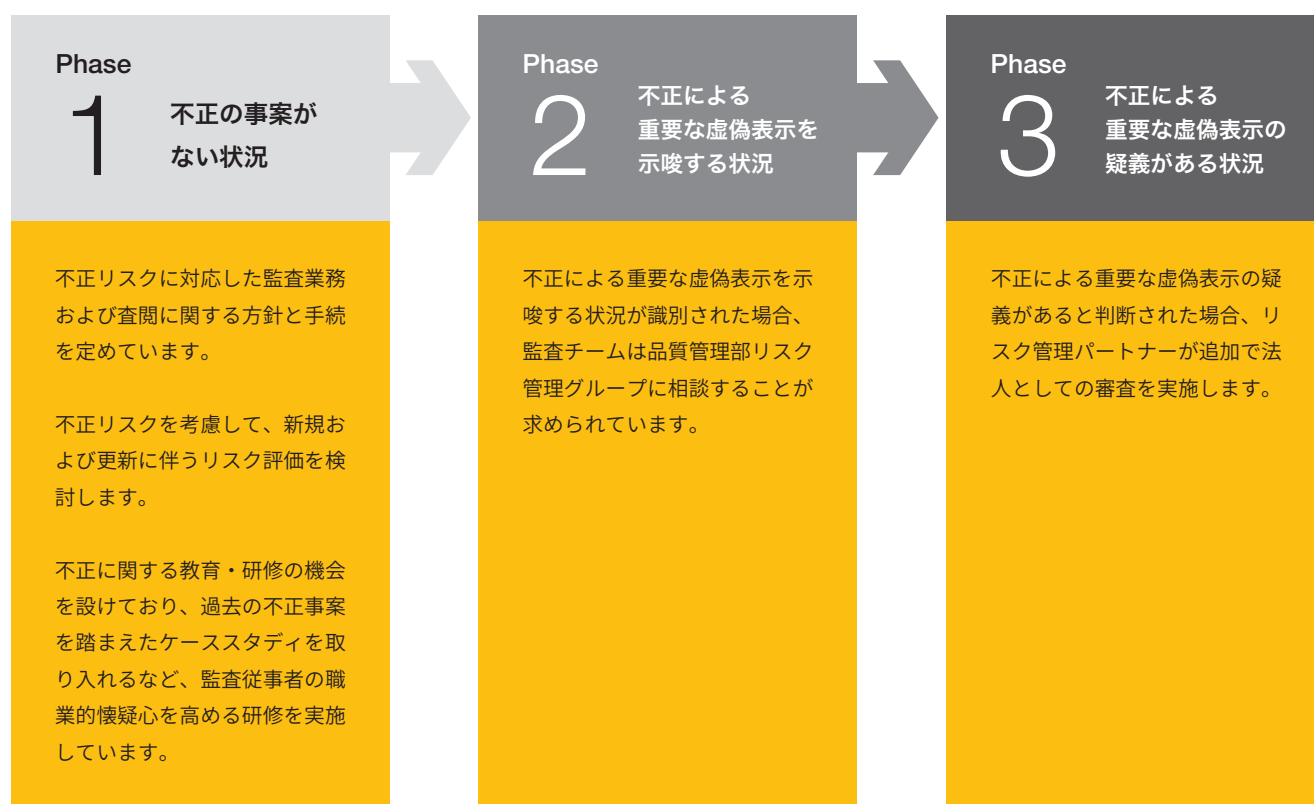 Phase
1
不正の事案が
ない状況
不正リスクに対応した監査業務
および査閲に関する方針と手続
を定めています。
不正リスクを考慮して、新規お
よび更新に伴うリスク評価を検
討します。
不正に関する教育・研修の機会
を設けており、過去の不正事案
を踏まえたケーススタディを取
り入れるなど、監査従事者の職
業的懐疑心を高める研修を実施
しています。
Phase
2
不正による
重要な虚偽表示を
示唆する状況
不正による重要な虚偽表示を示
唆する状況が識別された場合、
監査チームは品質管理部リスク
管理グループに相談することが
求められています。
Phase
3
不正による
重要な虚偽表示の
疑義がある状況
不正による重要な虚偽表示の疑
義があると判断された場合、リ
スク管理パートナーが追加で法
人としての審査を実施します。